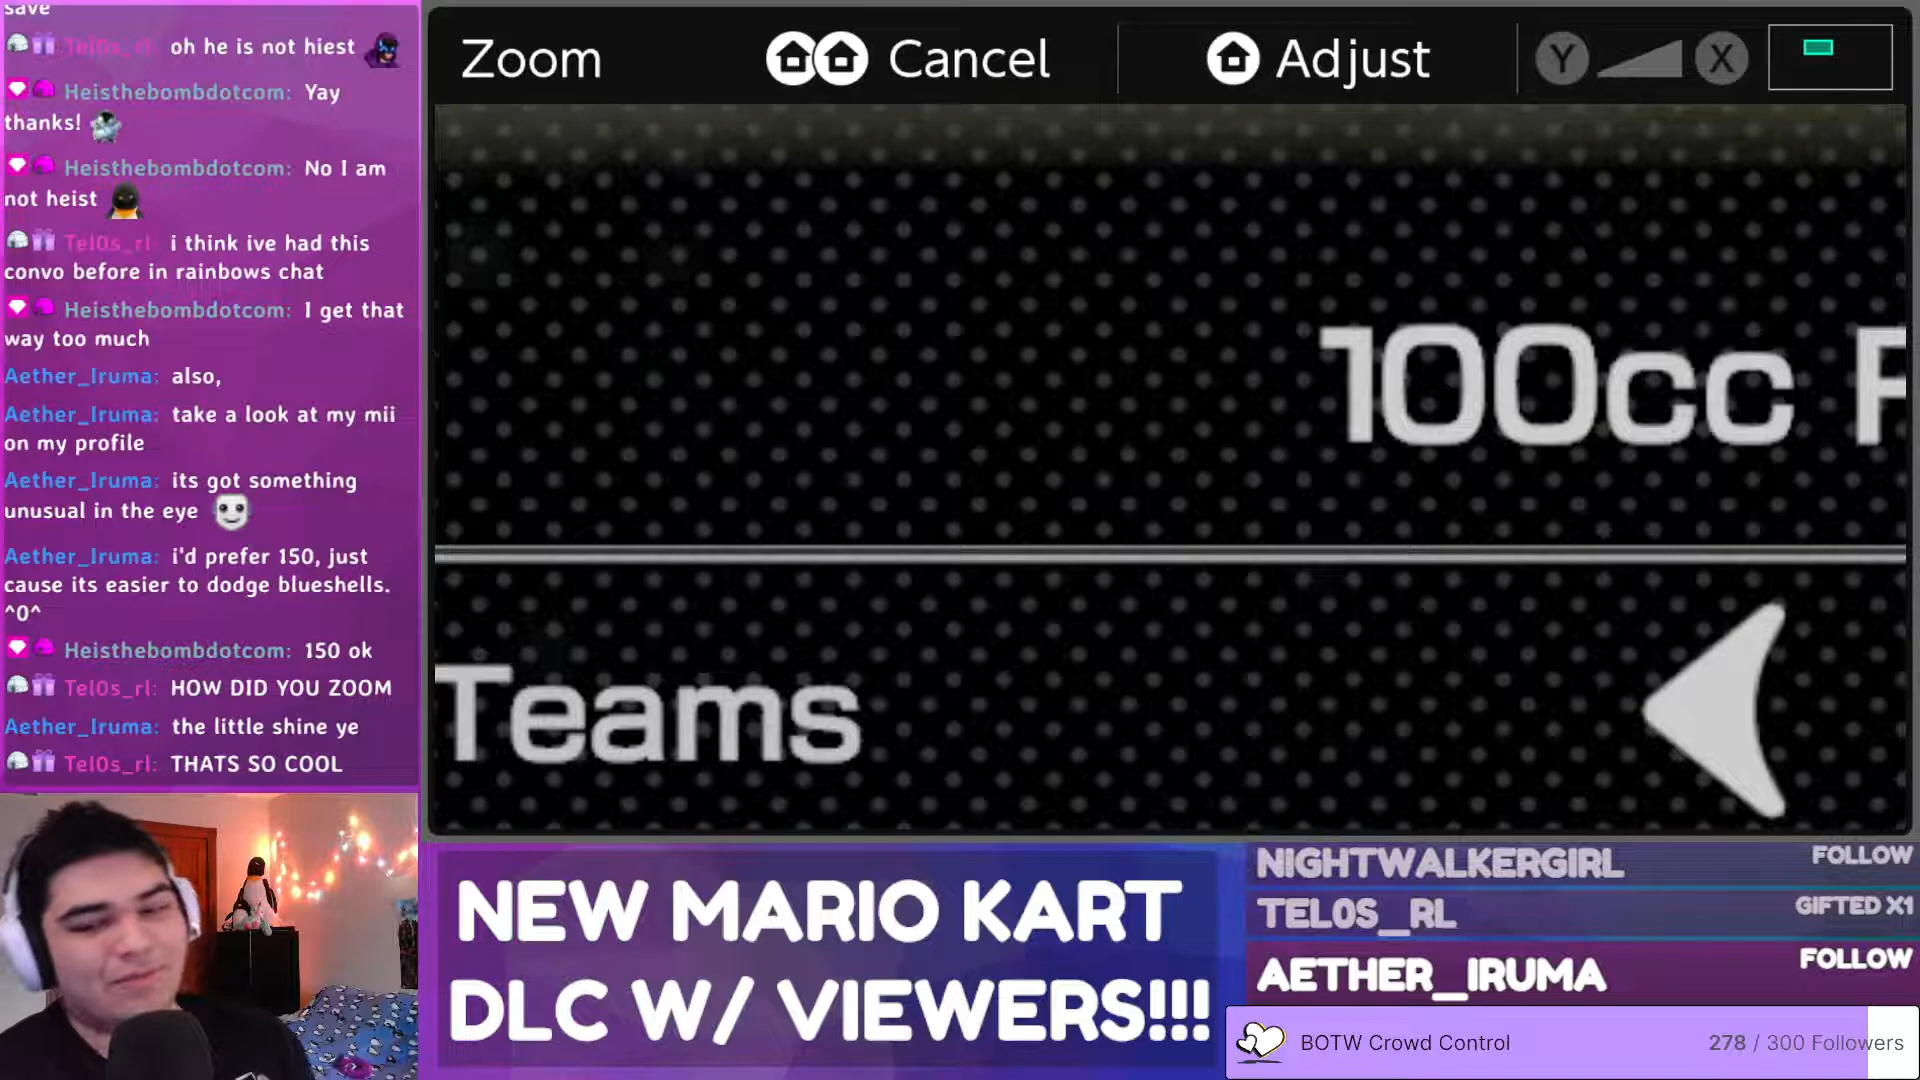 save
Tel0s_rl: oh he is not hiest
Heisthebombdotcom: Yay
thanks!
Heisthebombdotcom: No I am
not heist
Tel0s_rl: i think ive had this
convo before in rainbows chat
Heisthebombdotcom: I get that
way too much
Aether_Iruma: also,
Aether_Iruma: take a look at my mii
on my profile
Aether_Iruma: its got something
unusual in the eye
Aether_Iruma: i'd prefer 150, just
cause its easier to dodge blueshells.
^0^
Heisthebombdotcom: 150 ok
Tel0s_rl: HOW DID YOU ZOOM
Aether_Iruma: the little shine ye
Tel0s_rl: THATS SO COOL
Zoom Cancel Adjust Y X
100cc
Teams
NEW MARIO KART
DLC W/ VIEWERS!!!
NIGHTWALKERGIRL FOLLOW
TEL0S_RL GIFTED X1
AETHER_IRUMA FOLLOW
BOTW Crowd Control 278 / 300 Followers